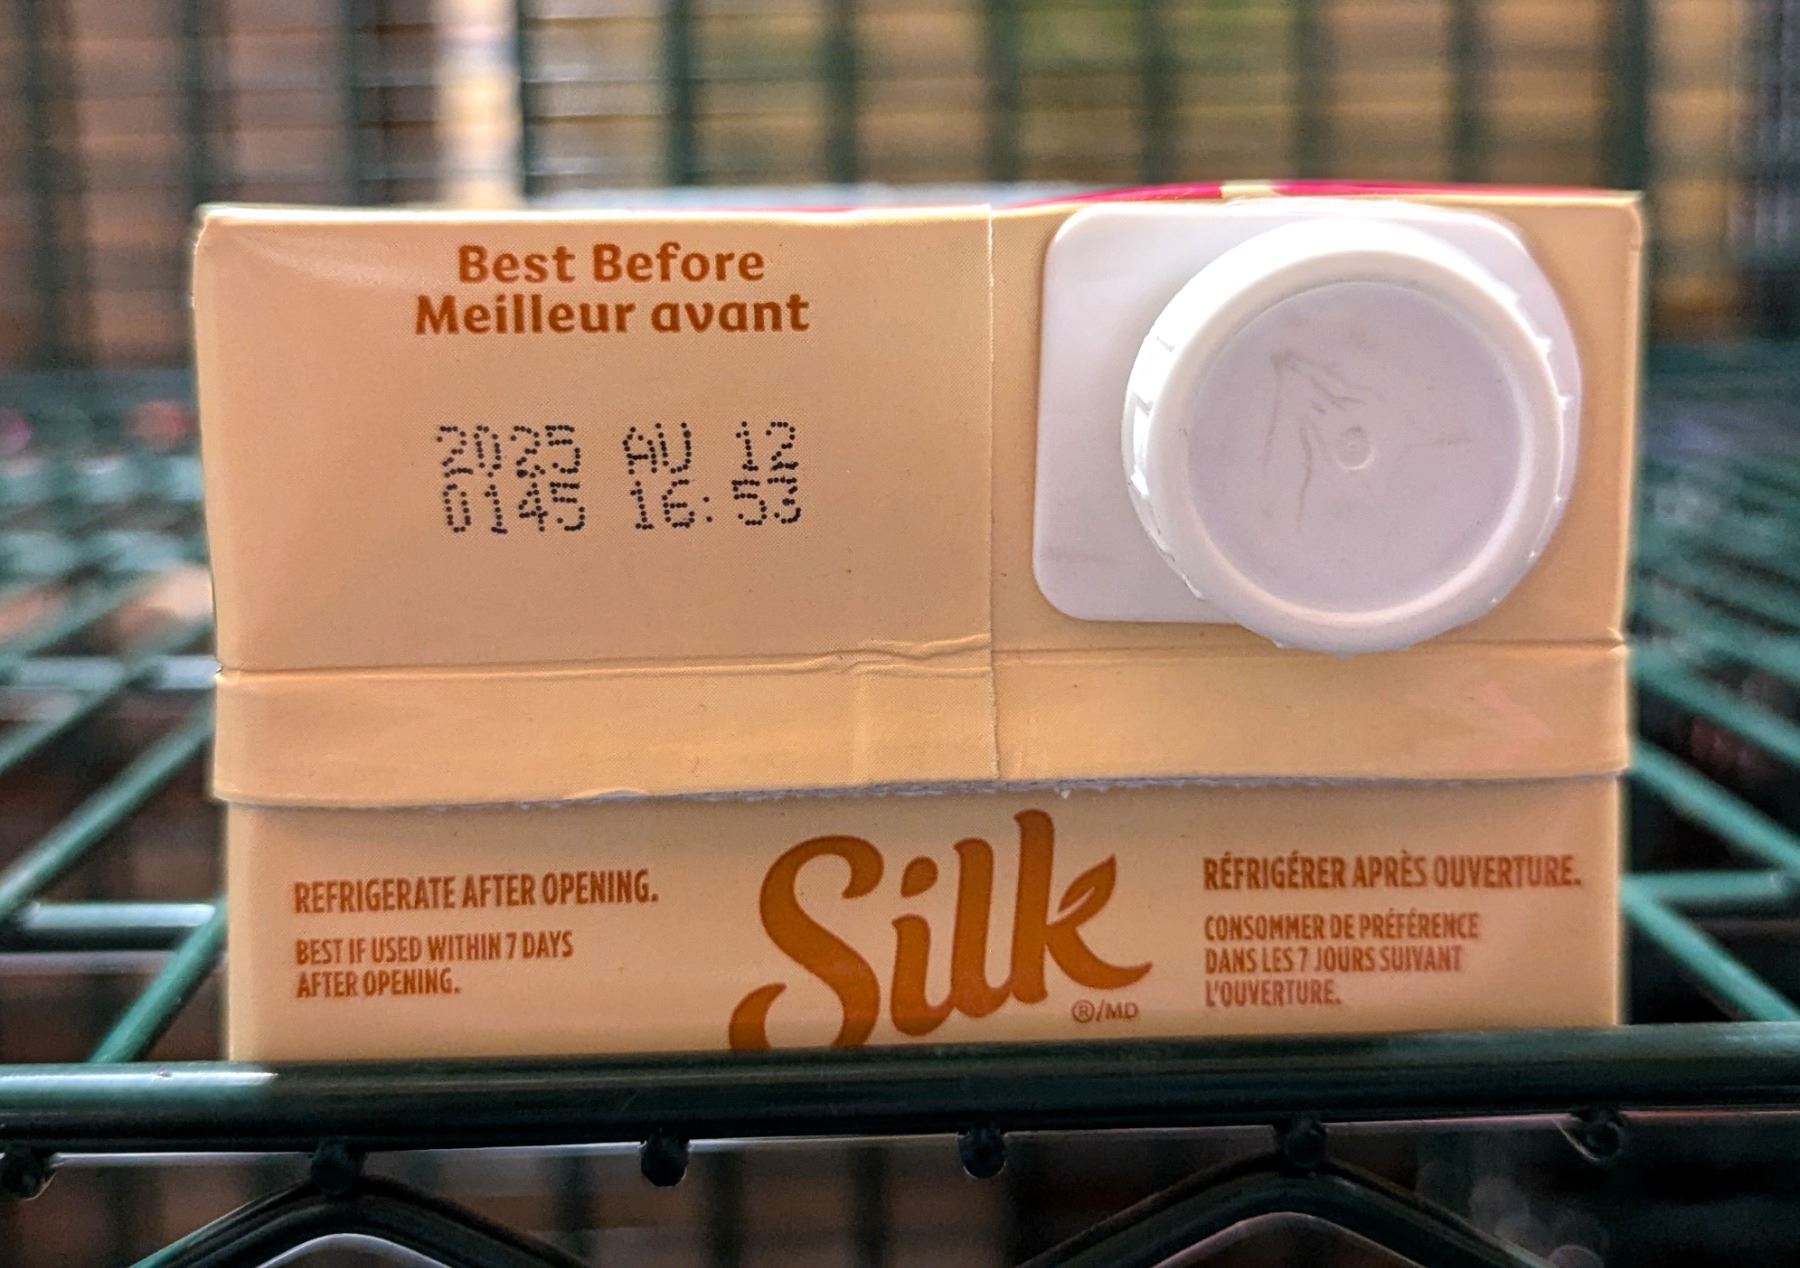 Best Before
Meilleur avant
2025 AU 12
0145 16:53
REFRIGERATE AFTER OPENING.
BEST IF USED WITHIN 7 DAYS
AFTER OPENING.
Silk
®/MD
RÉFRIGÉRER APRÈS OUVERTURE.
CONSOMMER DE PRÉFÉRENCE
DANS LES 7 JOURS SUIVANT
L'OUVERTURE.